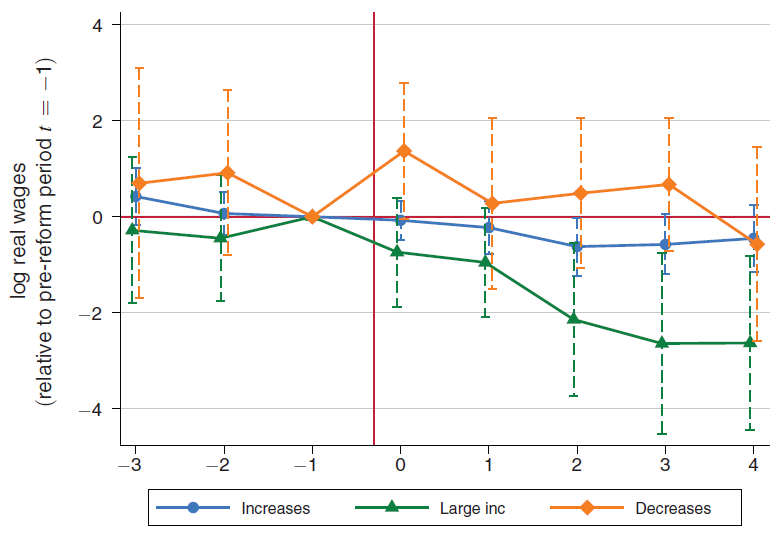 log real wages
(relative to pre-reform period t = −1)
4
2
0
−2
−4
−3 −2 −1 0 1 2 3 4
Increases Large inc Decreases